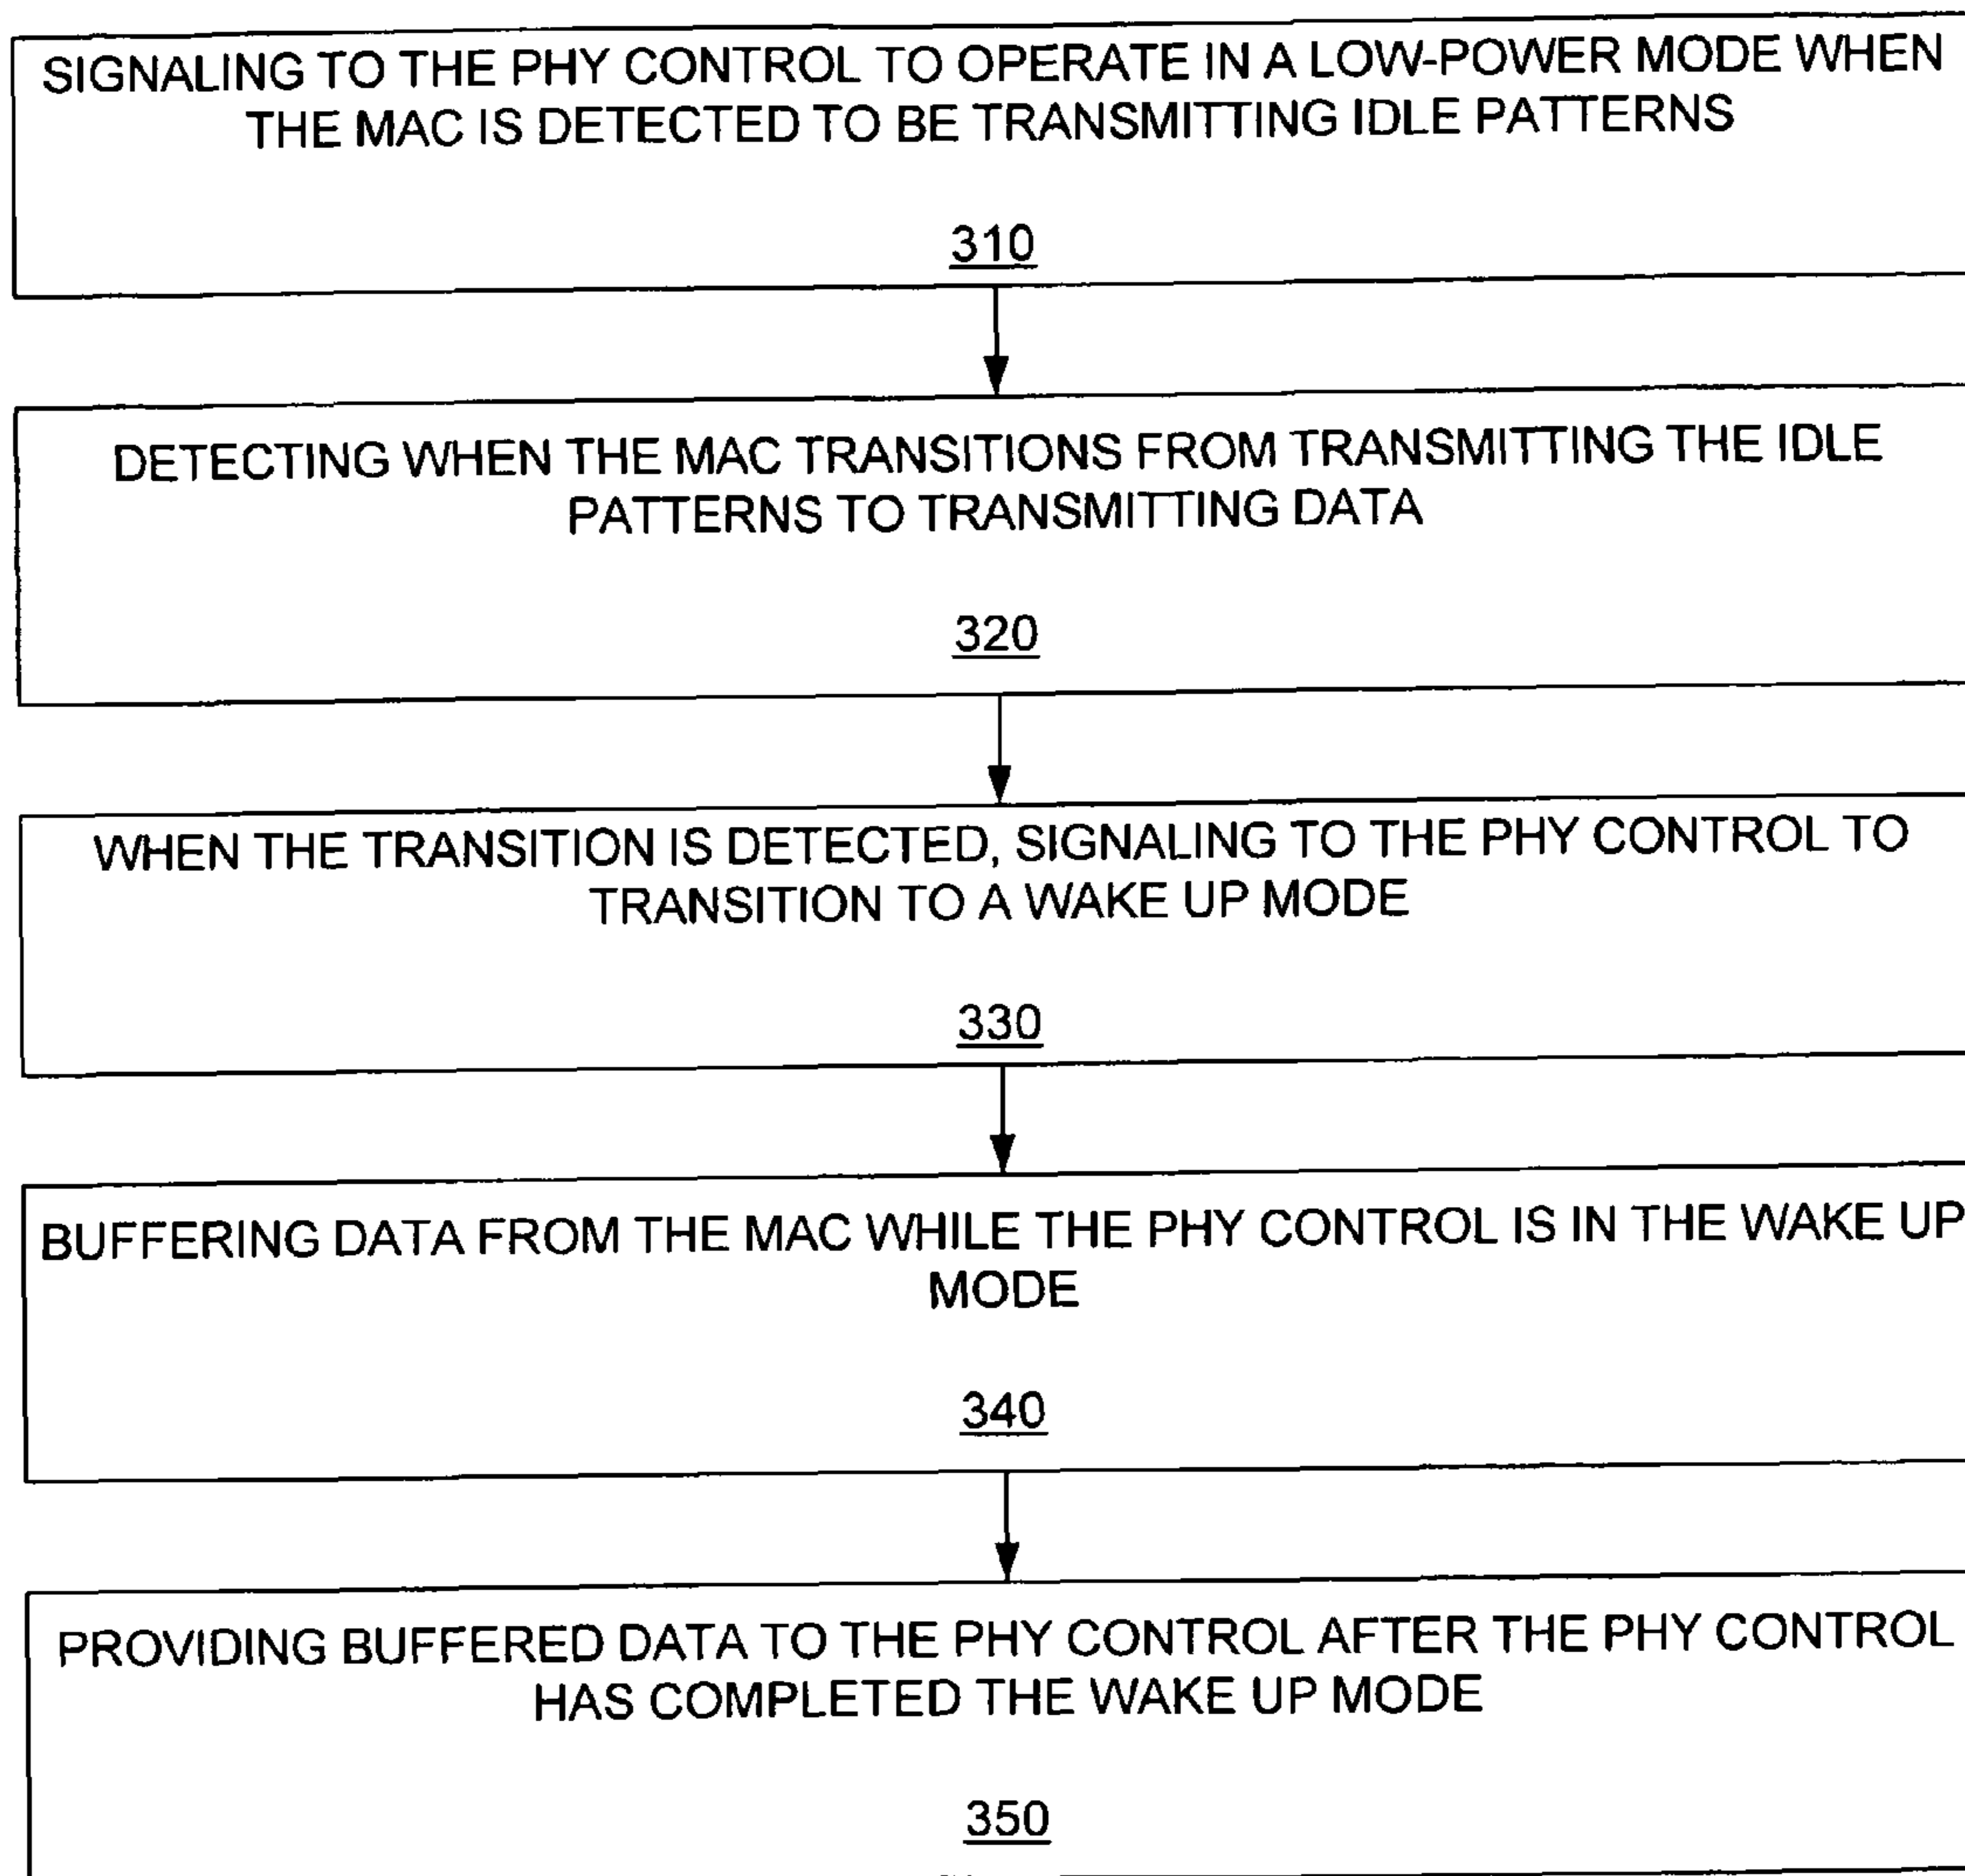 SIGNALING TO THE PHY CONTROL TO OPERATE IN A LOW-POWER MODE WHEN
THE MAC IS DETECTED TO BE TRANSMITTING IDLE PATTERNS
310
DETECTING WHEN THE MAC TRANSITIONS FROM TRANSMITTING THE IDLE
PATTERNS TO TRANSMITTING DATA
320
WHEN THE TRANSITION IS DETECTED, SIGNALING TO THE PHY CONTROL TO
TRANSITION TO A WAKE UP MODE
330
BUFFERING DATA FROM THE MAC WHILE THE PHY CONTROL IS IN THE WAKE UP
MODE
340
PROVIDING BUFFERED DATA TO THE PHY CONTROL AFTER THE PHY CONTROL
HAS COMPLETED THE WAKE UP MODE
350